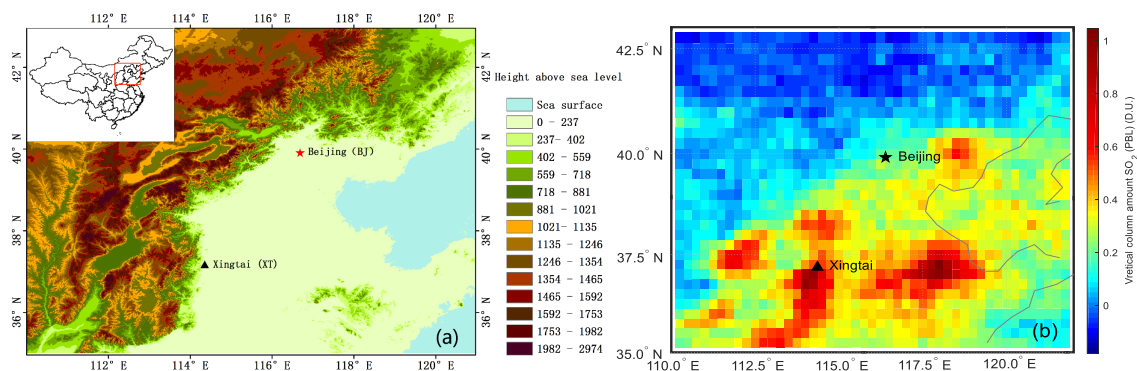 112° E 114° E 116° E 118° E 120° E
42° N
40° N
38° N
36° N
Beijing (BJ)
Xingtai (XT)
(a)
112° E 114° E 116° E 118° E 120° E
42° N
40° N
38° N
36° N
Height above sea level
Sea surface
0 - 237
237- 402
402 - 559
559 - 718
718 - 881
881 - 1021
1021- 1135
1135 - 1246
1246 - 1354
1354 - 1465
1465 - 1592
1592 - 1753
1753 - 1982
1982 - 2974
42.5° N
40.0° N
37.5° N
35.0° N
Beijing
Xingtai
(b)
110.0° E 112.5° E 115.0° E 117.5° E 120.0° E
1
0.8
0.6
0.4
0.2
0
Vretical column amount SO2 (PBL) (D.U.)